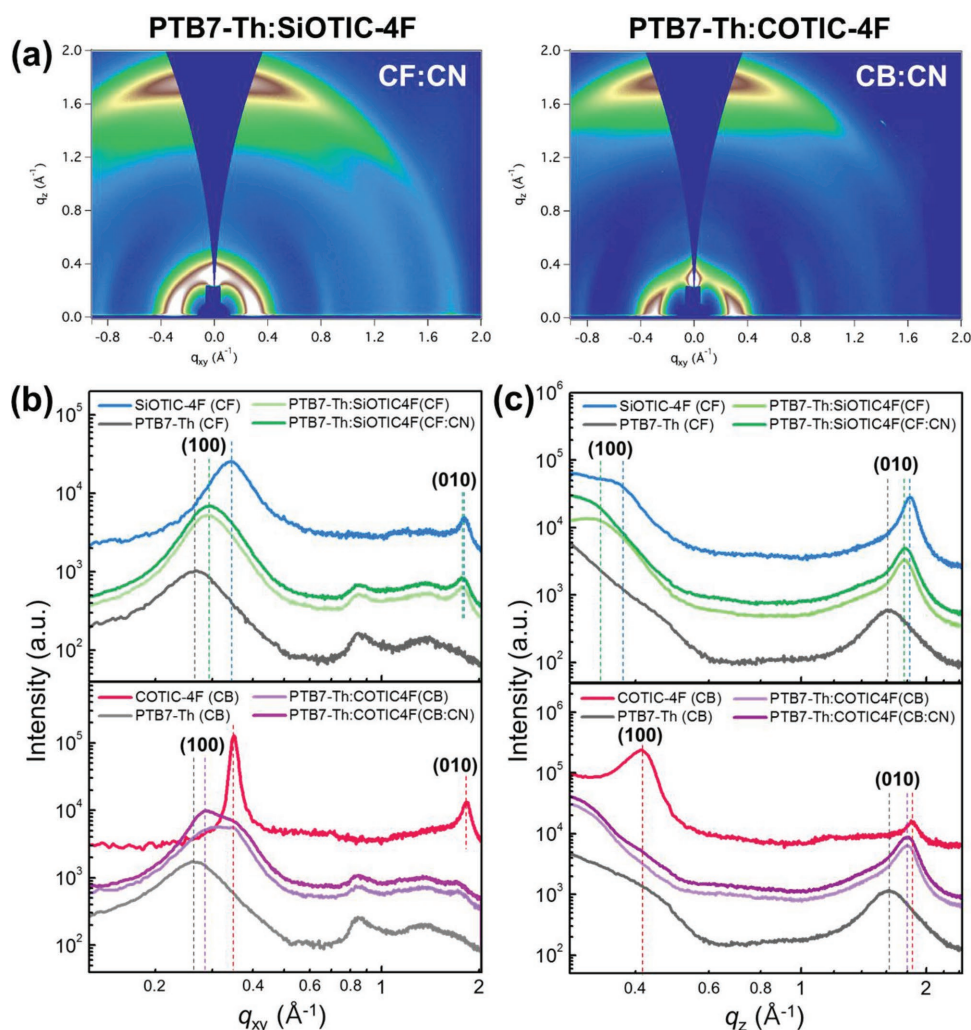 PTB7-Th:SiOTIC-4F
PTB7-Th:COTIC-4F
(a)
2.0
1.6
1.2
0.8
0.4
0.0
qz (Å-1)
CF:CN
-0.8 -0.4 0.0 0.4 0.8 1.2 1.6 2.0
qxy (Å-1)
2.0
1.6
1.2
0.8
0.4
0.0
qz (Å-1)
CB:CN
-0.8 -0.4 0.0 0.4 0.8 1.2 1.6 2.0
qxy (Å-1)
(b)
SiOTIC-4F (CF) PTB7-Th:SiOTIC4F(CF)
PTB7-Th (CF) PTB7-Th:SiOTIC4F(CF:CN)
(100)
(010)
10^5
10^4
10^3
10^2
COTIC-4F (CB) PTB7-Th:COTIC4F(CB)
PTB7-Th (CB) PTB7-Th:COTIC4F(CB:CN)
(100)
(010)
10^5
10^4
10^3
10^2
Intensity (a.u.)
0.2 0.4 0.6 0.8 1 2
qxy (Å-1)
(c)
SiOTIC-4F (CF) PTB7-Th:SiOTIC4F(CF)
PTB7-Th (CF) PTB7-Th:SiOTIC4F(CF:CN)
(100)
(010)
10^6
10^5
10^4
10^3
10^2
COTIC-4F (CB) PTB7-Th:COTIC4F(CB)
PTB7-Th (CB) PTB7-Th:COTIC4F(CB:CN)
(100)
(010)
10^6
10^5
10^4
10^3
10^2
Intensity (a.u.)
0.4 0.6 0.8 1 2
qz (Å-1)